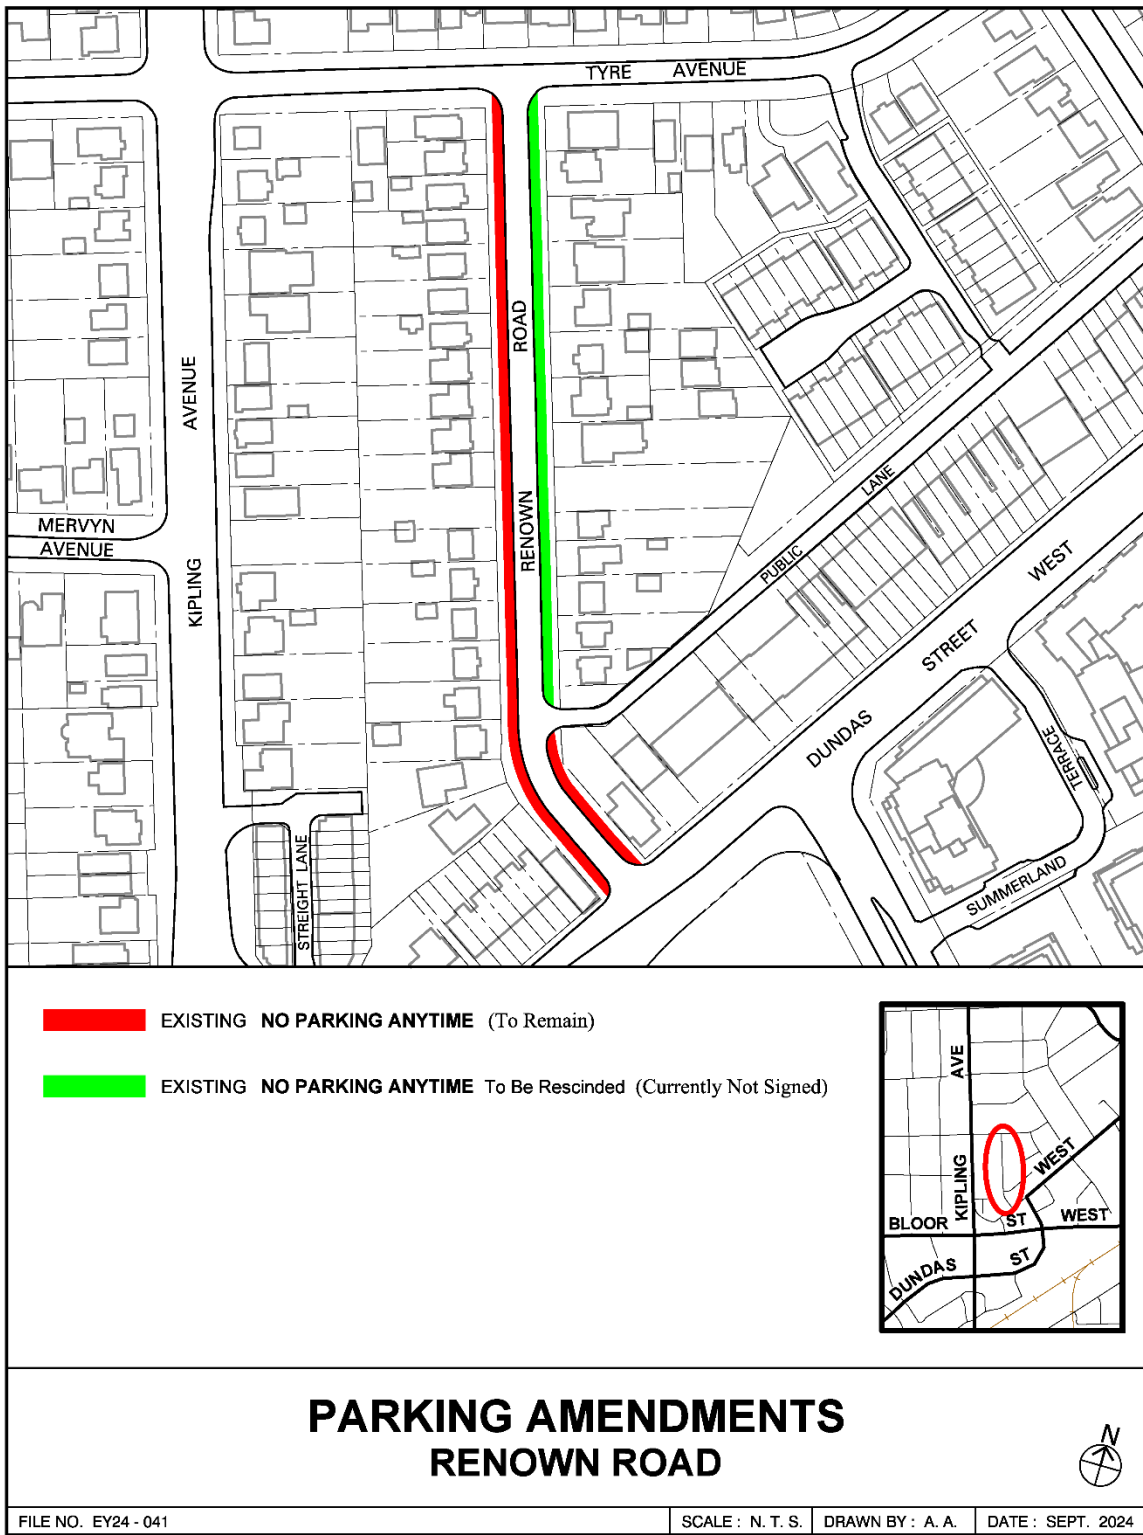 TYRE AVENUE
ROAD
RENOWN
AVENUE
KIPLING
MERVYN
AVENUE
PUBLIC LANE
DUNDAS STREET WEST
TERRACE
SUMMERLAND
STREIGHT LANE
EXISTING NO PARKING ANYTIME (To Remain)
EXISTING NO PARKING ANYTIME To Be Rescinded (Currently Not Signed)
KIPLING AVE
WEST
BLOOR ST WEST
DUNDAS ST
PARKING AMENDMENTS
RENOWN ROAD
N
FILE NO. EY24 - 041
SCALE : N. T. S.
DRAWN BY : A. A.
DATE : SEPT. 2024